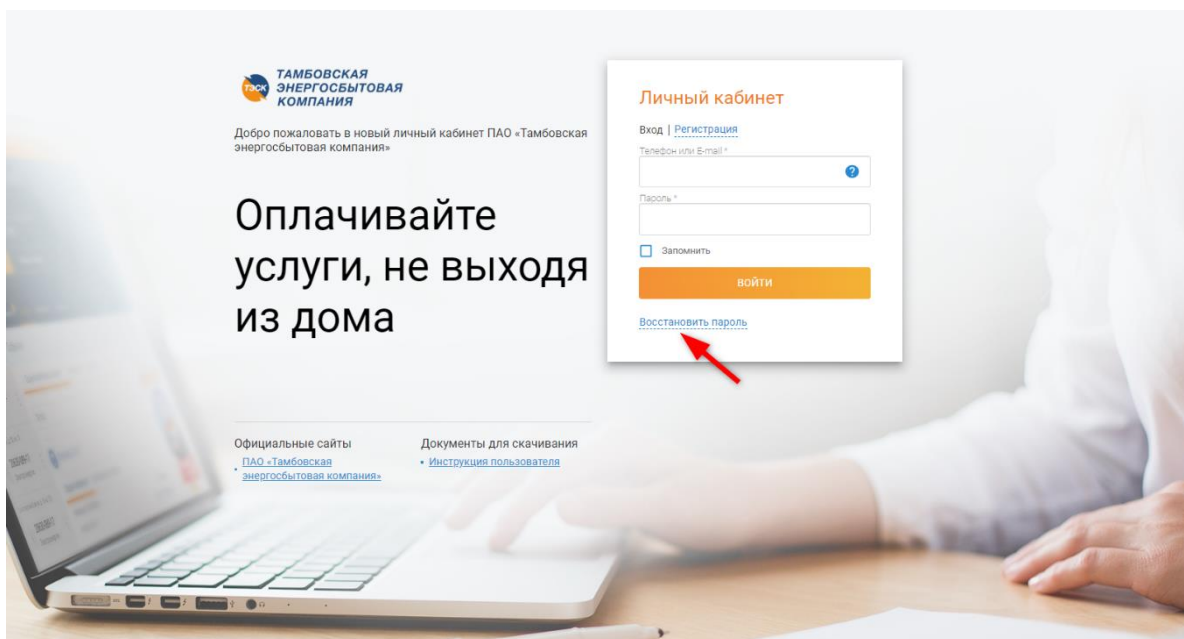 ТЭСК
ТАМБОВСКАЯ
ЭНЕРГОСБЫТОВАЯ
КОМПАНИЯ
Добро пожаловать в новый личный кабинет ПАО «Тамбовская
энергосбытовая компания»
Оплачивайте
услуги, не выходя
из дома
Официальные сайты
ПАО «Тамбовская
энергосбытовая компания»
Документы для скачивания
Инструкция пользователя
Личный кабинет
Вход | Регистрация
Телефон или E-mail *
?
Пароль *
Запомнить
ВОЙТИ
Восстановить пароль